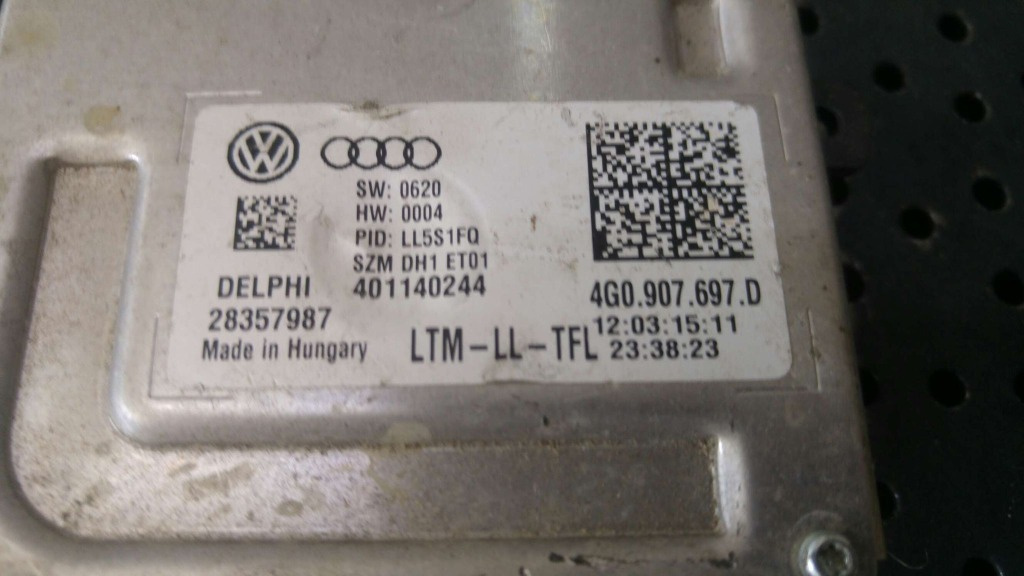 SW: 0620
HW: 0004
PID: LL5S1FQ
SZM DH1 ET01
DELPHI 401140244
28357987
Made in Hungary
LTM-LL-TFL
4G0.907.697.D
12:03:15:11
23:38:23